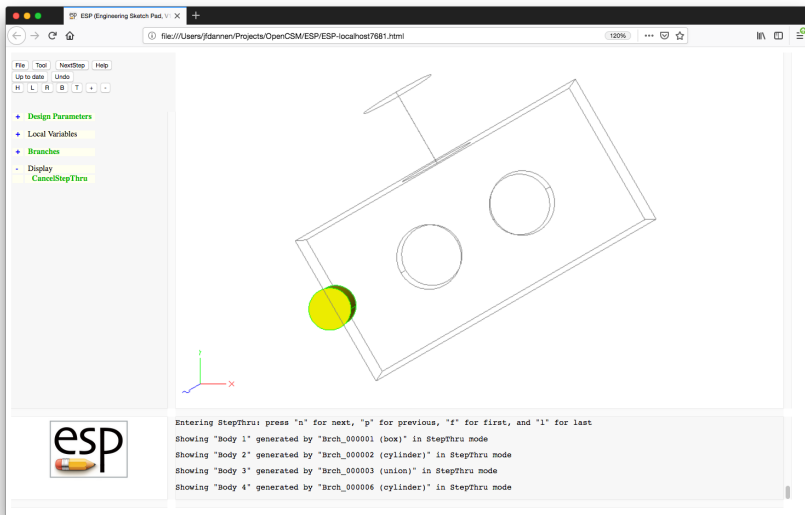 ESP (Engineering Sketch Pad, V1
file:///Users/jfdannen/Projects/OpenCSM/ESP/ESP-localhost7681.html
120%
File Tool NextStep Help
Up to date Undo
H L R B T + -
+ Design Parameters
+ Local Variables
+ Branches
- Display
CancelStepThru
X
esp
Entering StepThru: press "n" for next, "p" for previous, "f" for first, and "l" for last
Showing "Body 1" generated by "Brch_000001 (box)" in StepThru mode
Showing "Body 2" generated by "Brch_000002 (cylinder)" in StepThru mode
Showing "Body 3" generated by "Brch_000003 (union)" in StepThru mode
Showing "Body 4" generated by "Brch_000006 (cylinder)" in StepThru mode